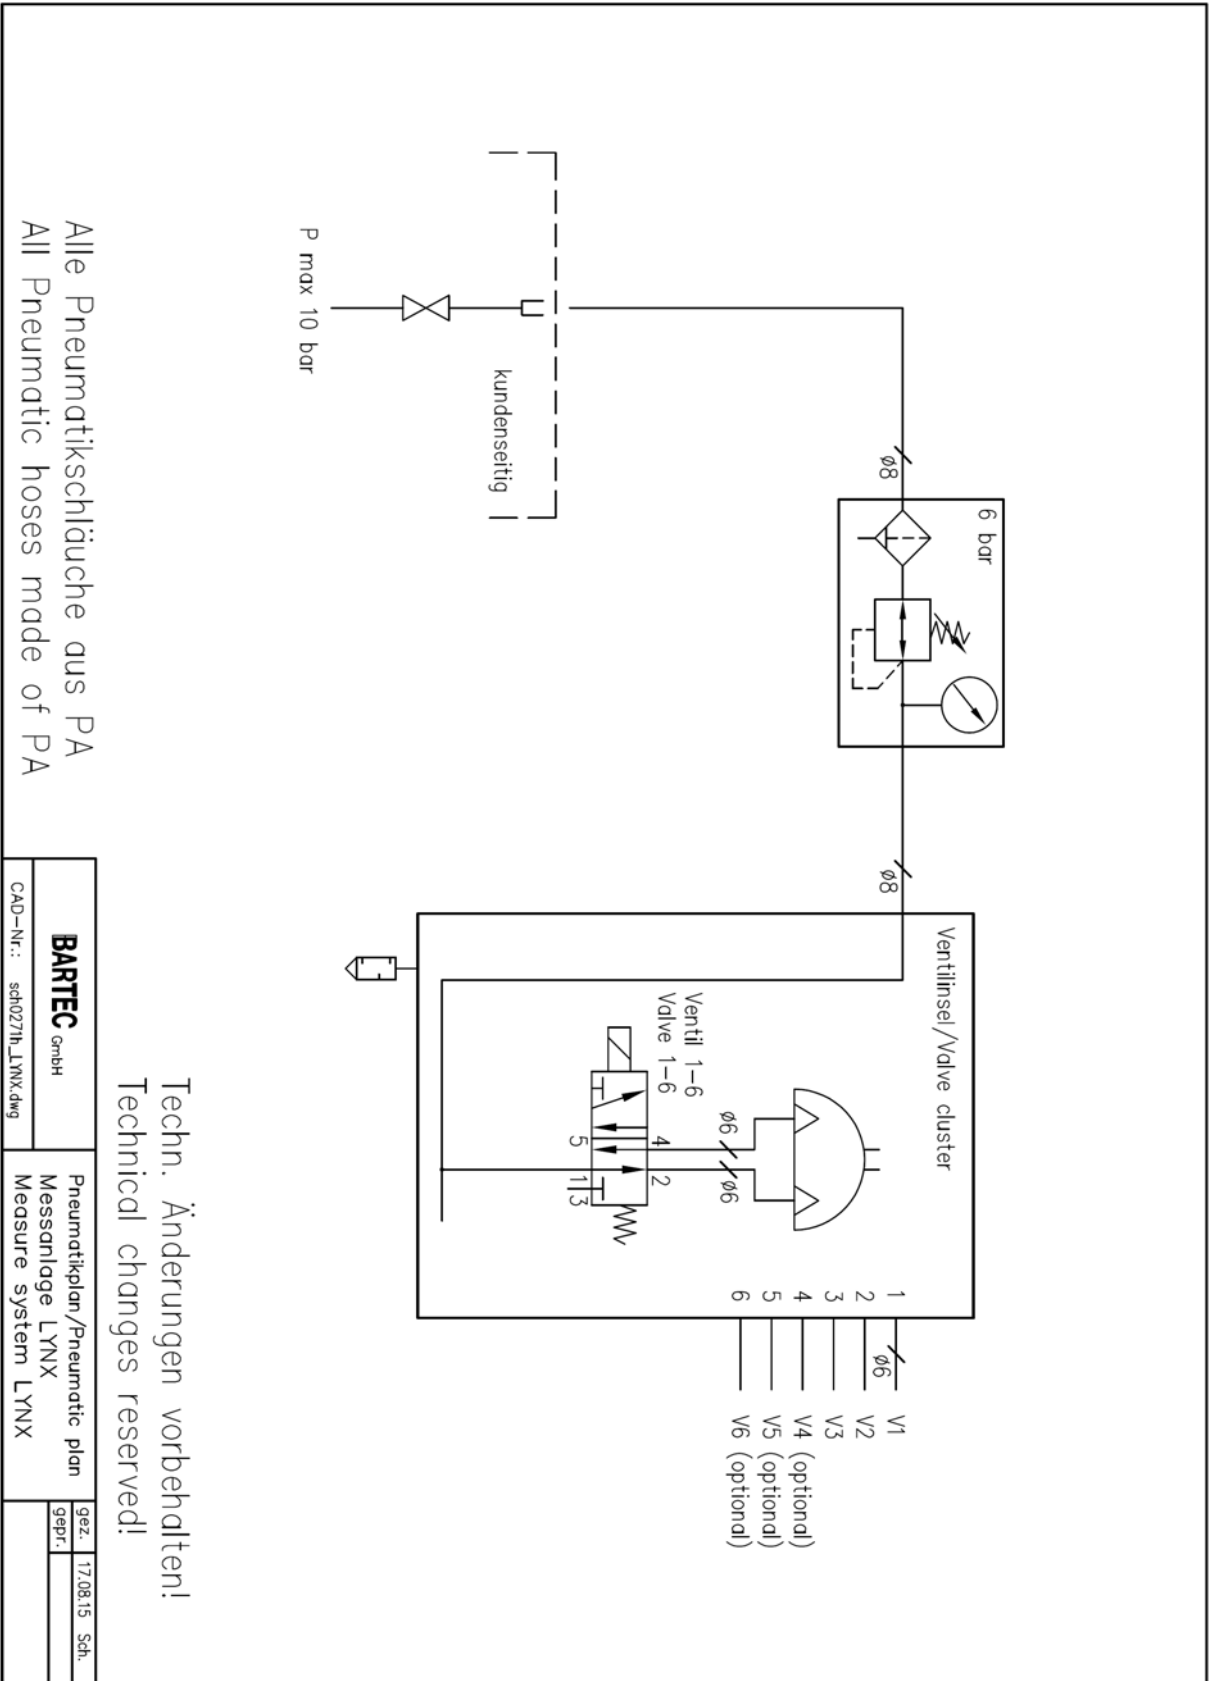 6 bar
Ventilinsel/Valve cluster
ø8
ø8
kundenseitig
P max 10 bar
Ventil 1-6
Valve 1-6
ø6
ø6
4
2
5
1
3
1
2
3
4
5
6
ø6
V1
V2
V3
V4 (optional)
V5 (optional)
V6 (optional)
Techn. Änderungen vorbehalten!
Technical changes reserved!
Alle Pneumatikschläuche aus PA
All Pneumatic hoses made of PA
BARTEC GmbH
CAD-Nr.: sch0271h_LYNX.dwg
Pneumatikplan/Pneumatic plan
Messanlage LYNX
Measure system LYNX
gez. 17.08.15 Sch.
gepr.